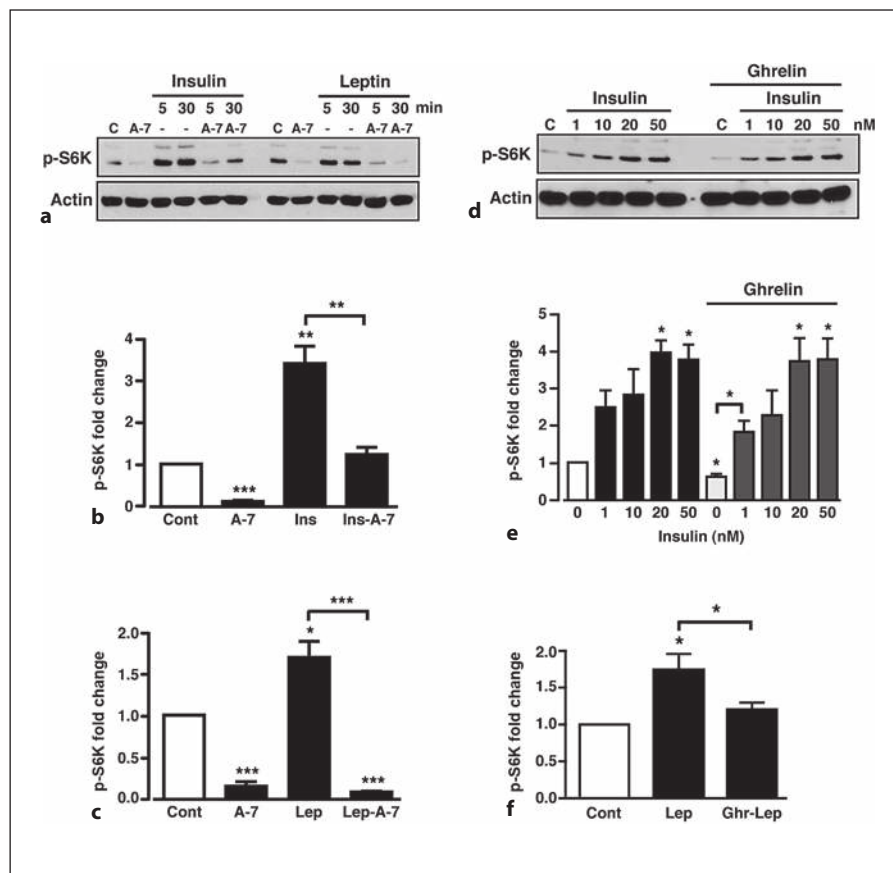 Insulin Leptin
5 30 5 30 5 30 5 30 min
C A-7 - - A-7 A-7 C A-7 - - A-7 A-7
p-S6K
Actin
a
Ghrelin
Insulin Insulin
C 1 10 20 50 C 1 10 20 50 nM
p-S6K
Actin
d
p-S6K fold change
4
3
2
1
0
**
**
***
Cont A-7 Ins Ins-A-7
b
Ghrelin
p-S6K fold change
5
4
3
2
1
0
* * * * * *
0 1 10 20 50 0 1 10 20 50
Insulin (nM)
e
p-S6K fold change
2.0
1.5
1.0
0.5
0.0
***
*
*** ***
Cont A-7 Lep Lep-A-7
c
p-S6K fold change
2.0
1.5
1.0
0.5
0.0
*
*
Cont Lep Ghr-Lep
f